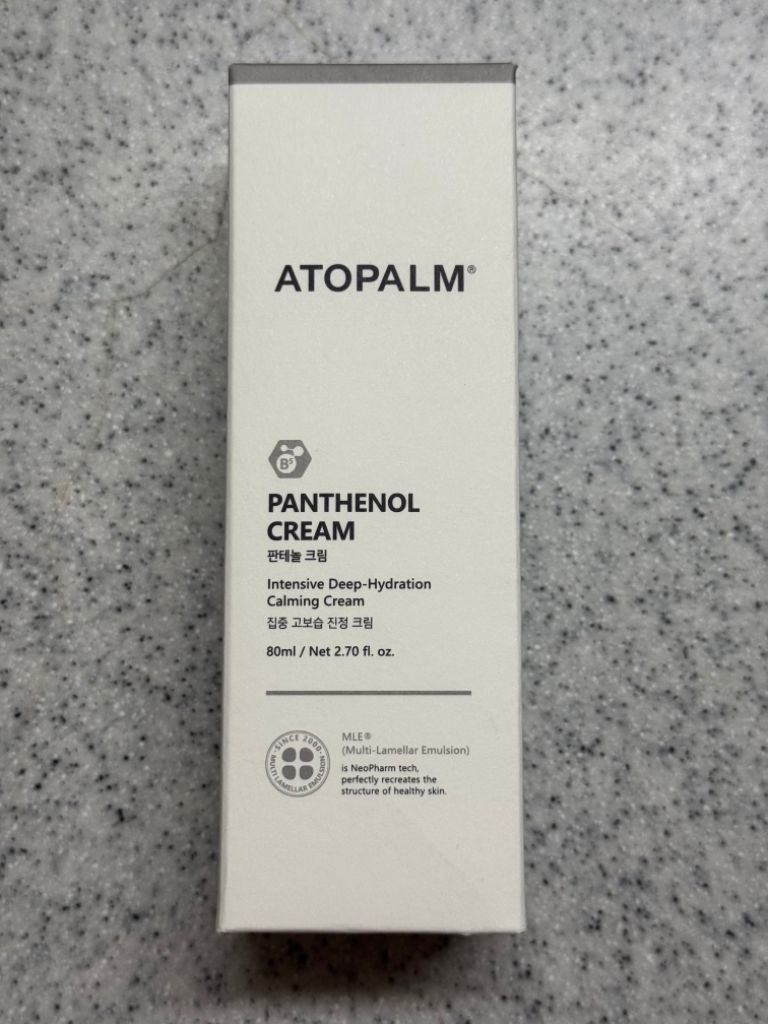 ATOPALM®
B⁵
PANTHENOL
CREAM
판테놀 크림
Intensive Deep-Hydration
Calming Cream
집중 고보습 진정 크림
80ml / Net 2.70 fl. oz.
·SINCE 2000·
MULTI LAMELLAR EMULSION
MLE®
(Multi-Lamellar Emulsion)
is NeoPharm tech,
perfectly recreates the
structure of healthy skin.